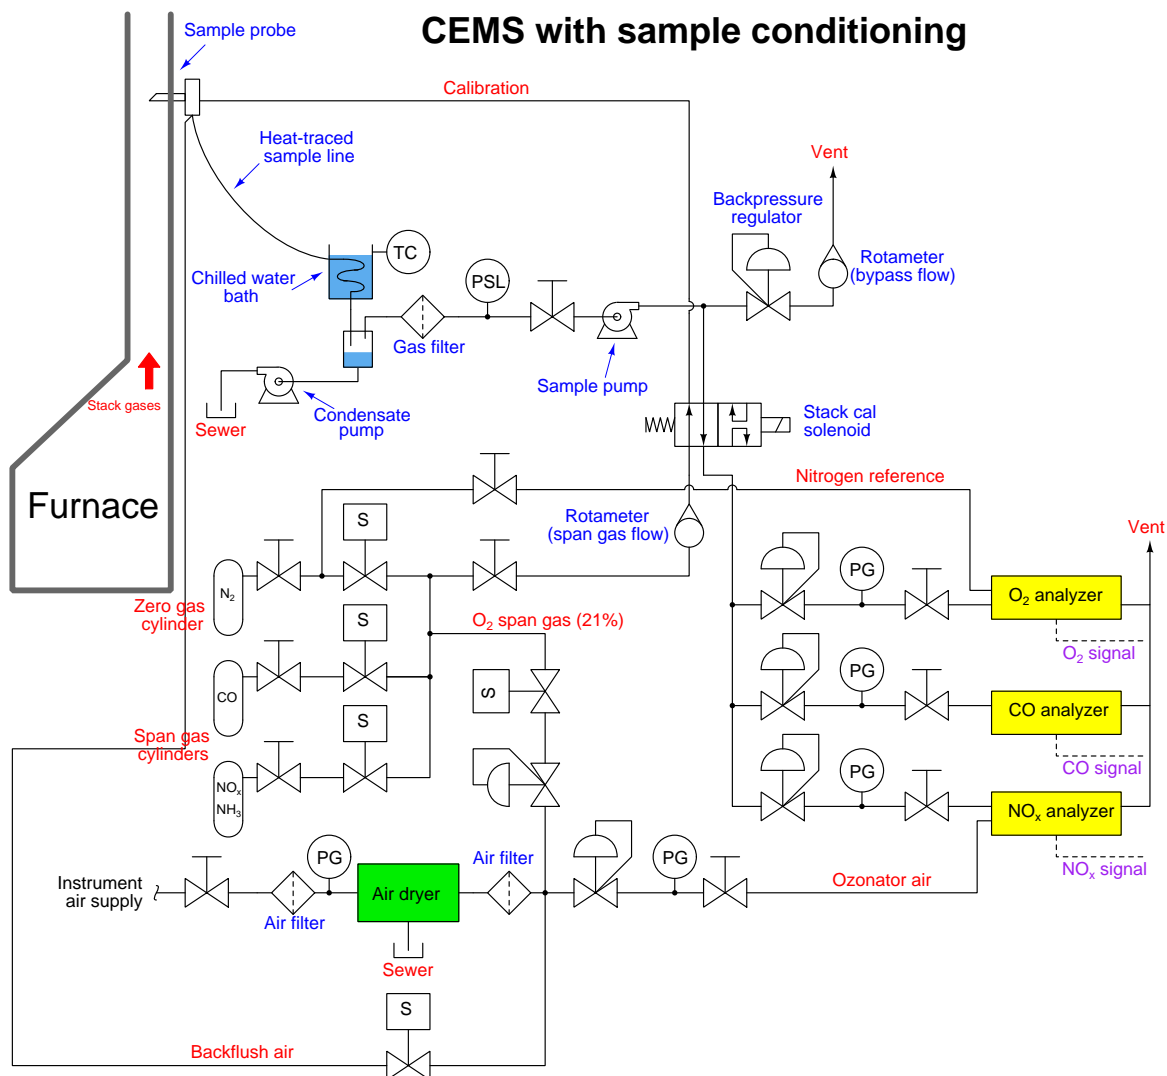 CEMS with sample conditioning
Sample probe
Calibration
Heat-traced
sample line
Vent
Backpressure
regulator
Rotameter
(bypass flow)
TC
Chilled water
bath
PSL
Gas filter
Sample pump
Stack gases
Condensate
pump
Sewer
Stack cal
solenoid
Furnace
Nitrogen reference
S
Rotameter
(span gas flow)
Vent
N₂
Zero gas
cylinder
PG
O₂ analyzer
S
O₂ span gas (21%)
O₂ signal
CO
S
PG
CO analyzer
S
Span gas
cylinders
CO signal
NOₓ
NH₃
PG
NOₓ analyzer
Instrument
air supply
PG
Air filter
Air dryer
Air filter
PG
Ozonator air
NOₓ signal
Sewer
S
Backflush air